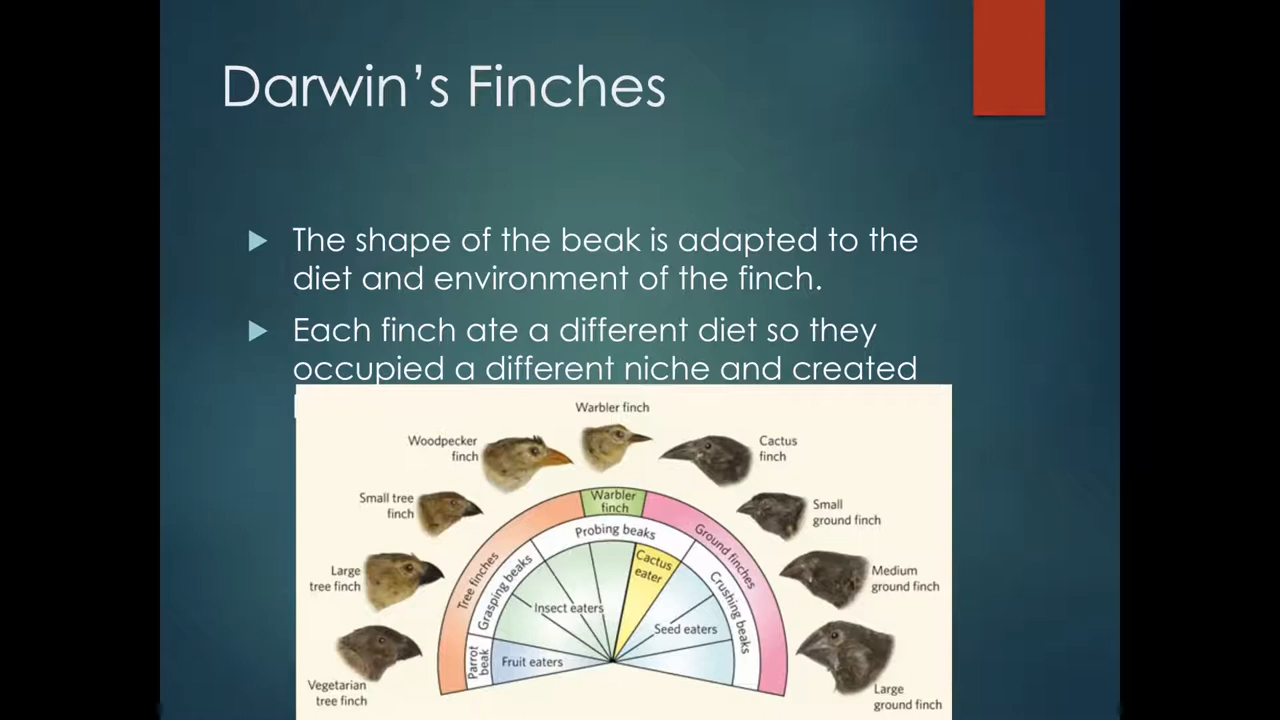 Darwin's Finches
The shape of the beak is adapted to the
diet and environment of the finch.
Each finch ate a different diet so they
occupied a different niche and created
Warbler finch
Woodpecker
finch
Cactus
finch
Small tree
finch
Small
ground finch
Large
tree finch
Medium
ground finch
Vegetarian
tree finch
Large
ground finch
Tree finches
Warbler
finch
Ground finches
Parrot
beak
Grasping beaks
Probing beaks
Crushing beaks
Fruit eaters
Insect eaters
Cactus
eater
Seed eaters